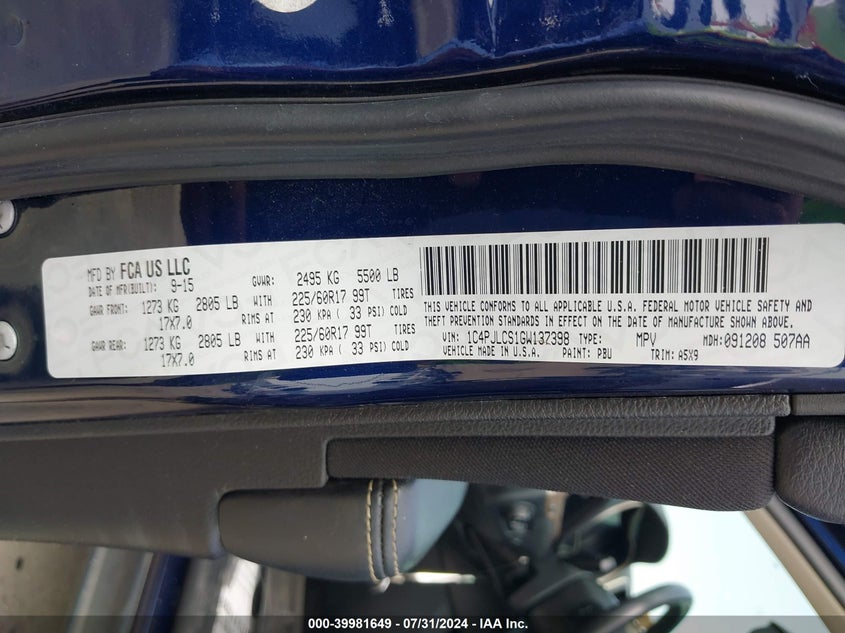 MFD BY FCA US LLC
DATE OF MFR(BUILT): 9-15 GVWR: 2495 KG 5500 LB
GAWR FRONT: 1273 KG 2805 LB WITH 225/60R17 99T TIRES
17X7.0 RIMS AT 230 KPA ( 33 PSI) COLD
GAWR REAR: 1273 KG 2805 LB WITH 225/60R17 99T TIRES
17X7.0 RIMS AT 230 KPA ( 33 PSI) COLD
THIS VEHICLE CONFORMS TO ALL APPLICABLE U.S.A. FEDERAL MOTOR VEHICLE SAFETY AND
THEFT PREVENTION STANDARDS IN EFFECT ON THE DATE OF MANUFACTURE SHOWN ABOVE.
VIN: 1C4PJLCS1GW137398 TYPE: MPV MDH: 091208 507AA
VEHICLE MADE IN U.S.A. PAINT: PBU TRIM: A5X9
000-39981649 - 07/31/2024 - IAA Inc.